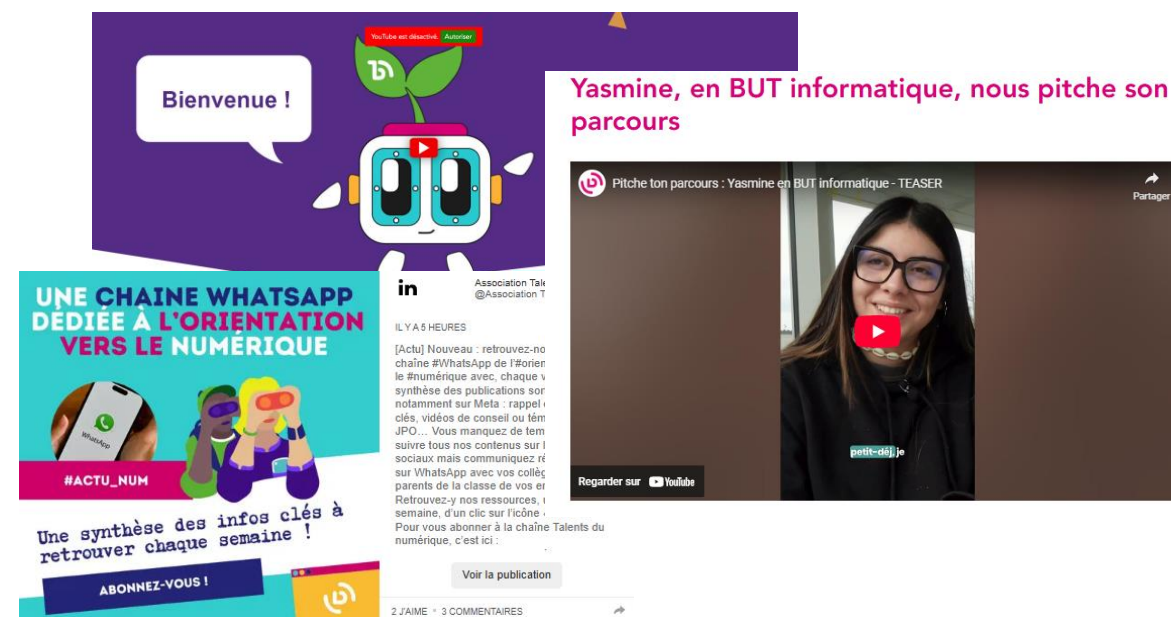 YouTube est désactivé. Autoriser
Bienvenue !
Yasmine, en BUT informatique, nous pitche son
parcours
Pitche ton parcours : Yasmine en BUT informatique - TEASER
Partager
petit-déj, je
Regarder sur YouTube
UNE CHAINE WHATSAPP
DÉDIÉE À L'ORIENTATION
VERS LE NUMÉRIQUE
WhatsApp
#ACTU_NUM
Une synthèse des infos clés à
retrouver chaque semaine !
ABONNEZ-VOUS !
in
Association Tale
@Association T
IL Y A 5 HEURES
[Actu] Nouveau : retrouvez-no
chaîne #WhatsApp de l'#orien
le #numérique avec, chaque v
synthèse des publications son
notamment sur Meta : rappel
clés, vidéos de conseil ou tém
JPO… Vous manquez de tem
suivre tous nos contenus sur
sociaux mais communiquez ré
sur WhatsApp avec vos collèg
parents de la classe de vos en
Retrouvez-y nos ressources,
semaine, d'un clic sur l'icône
Pour vous abonner à la chaîne Talents du
numérique, c'est ici :
Voir la publication
2 J'AIME • 3 COMMENTAIRES